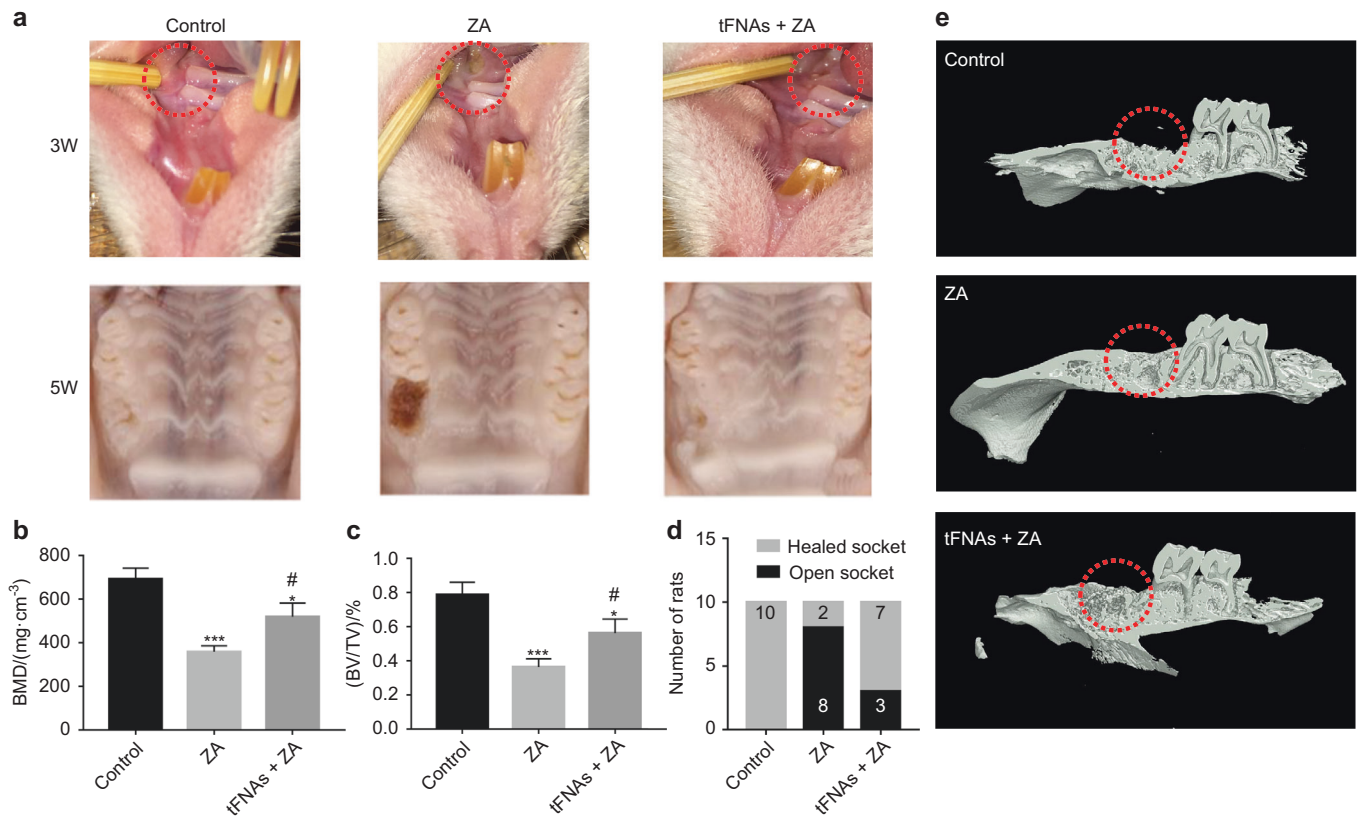 a
Control
ZA
tFNAs + ZA
3W
5W
b
BMD/(mg·cm-3)
800
600
400
200
0
***
#
*
Control
ZA
tFNAs + ZA
c
(BV/TV)/%
1.0
0.8
0.6
0.4
0.2
0.0
***
#
*
Control
ZA
tFNAs + ZA
d
Number of rats
15
10
5
0
Healed socket
Open socket
10
2
7
8
3
Control
ZA
tFNAs + ZA
e
Control
ZA
tFNAs + ZA